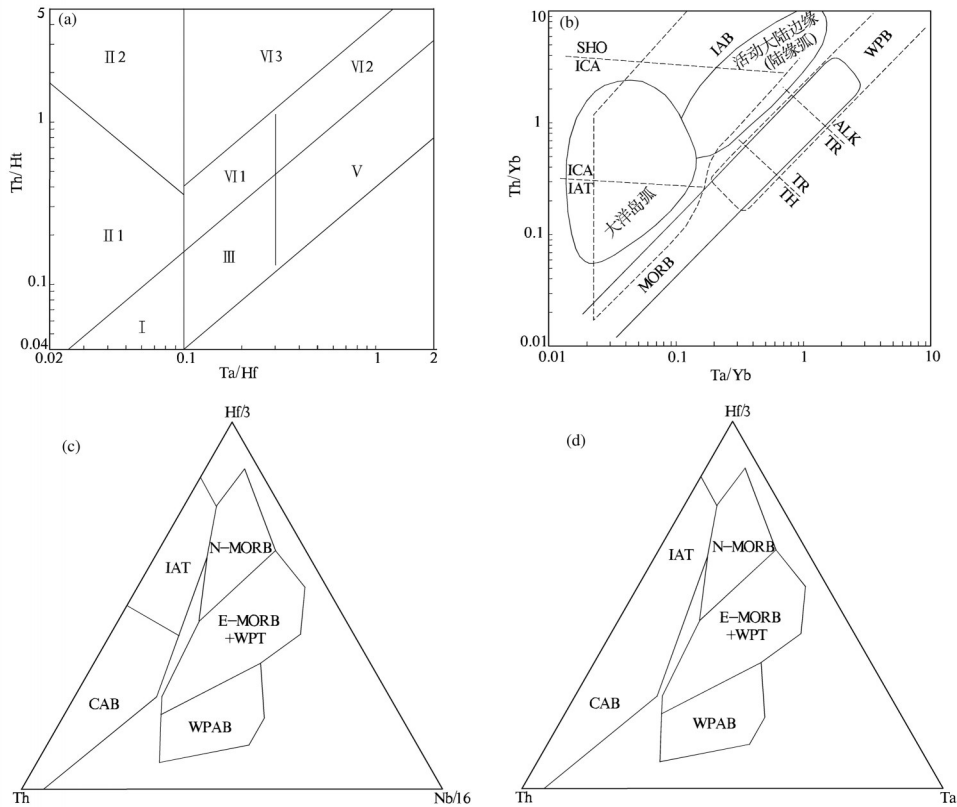 (a)
5
1
0.1
0.04
Th/Ht
0.02
0.1
1
2
Ta/Hf
Ⅱ2
Ⅵ3
Ⅵ2
Ⅵ1
Ⅴ
Ⅱ1
Ⅲ
Ⅰ
(b)
10
1
0.1
0.01
Th/Yb
0.01
0.1
1
10
Ta/Yb
SHO
ICA
IAB
活动大陆边缘
(陆缘弧)
WPB
ALK
TR
TR
TH
ICA
IAT
大洋岛弧
MORB
(c)
Hf/3
IAT
N-MORB
E-MORB
+WPT
CAB
WPAB
Th
Nb/16
(d)
Hf/3
IAT
N-MORB
E-MORB
+WPT
CAB
WPAB
Th
Ta